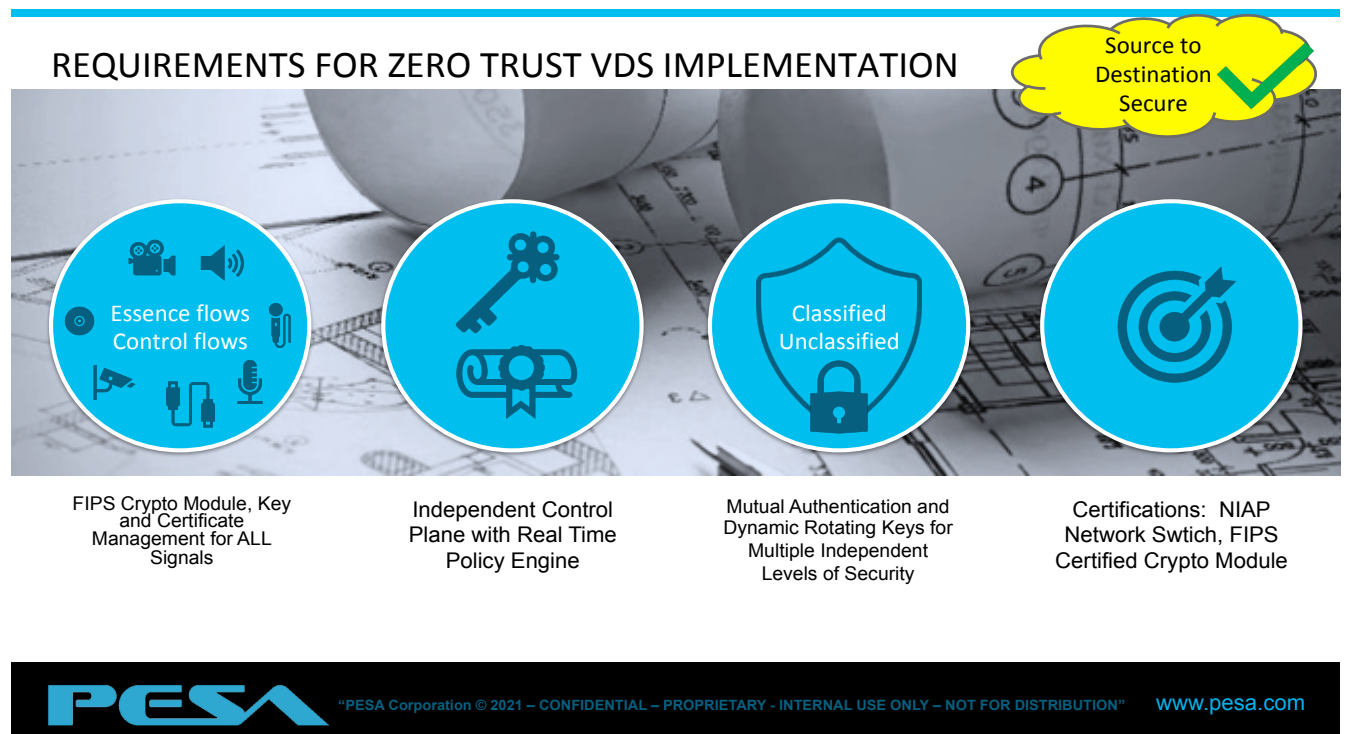 REQUIREMENTS FOR ZERO TRUST VDS IMPLEMENTATION
Source to
Destination
Secure
Essence flows
Control flows
Classified
Unclassified
FIPS Crypto Module, Key
and Certificate
Management for ALL
Signals
Independent Control
Plane with Real Time
Policy Engine
Mutual Authentication and
Dynamic Rotating Keys for
Multiple Independent
Levels of Security
Certifications: NIAP
Network Swtich, FIPS
Certified Crypto Module
PESA
“PESA Corporation © 2021 – CONFIDENTIAL – PROPRIETARY - INTERNAL USE ONLY – NOT FOR DISTRIBUTION”
www.pesa.com